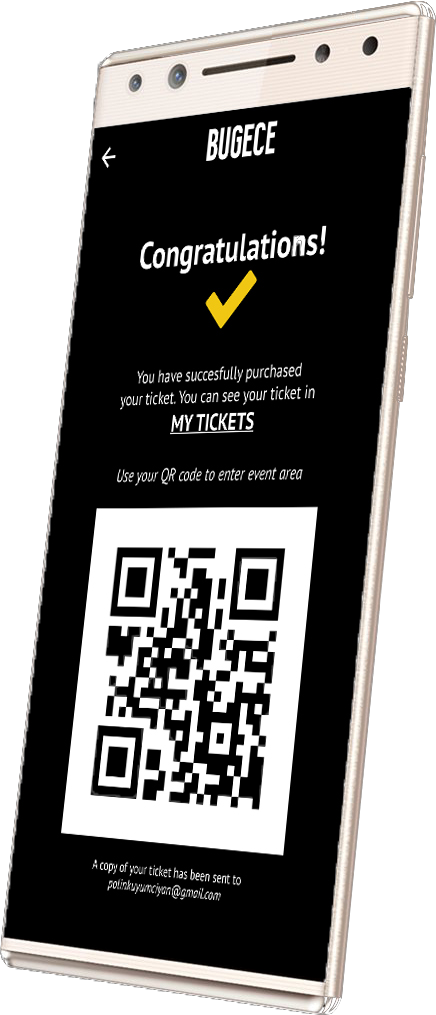 BUGECE
Congratulations!
You have succesfully purchased
your ticket. You can see your ticket in
MY TICKETS
Use your QR code to enter event area
A copy of your ticket has been sent to
polinkuyumciyan@gmail.com